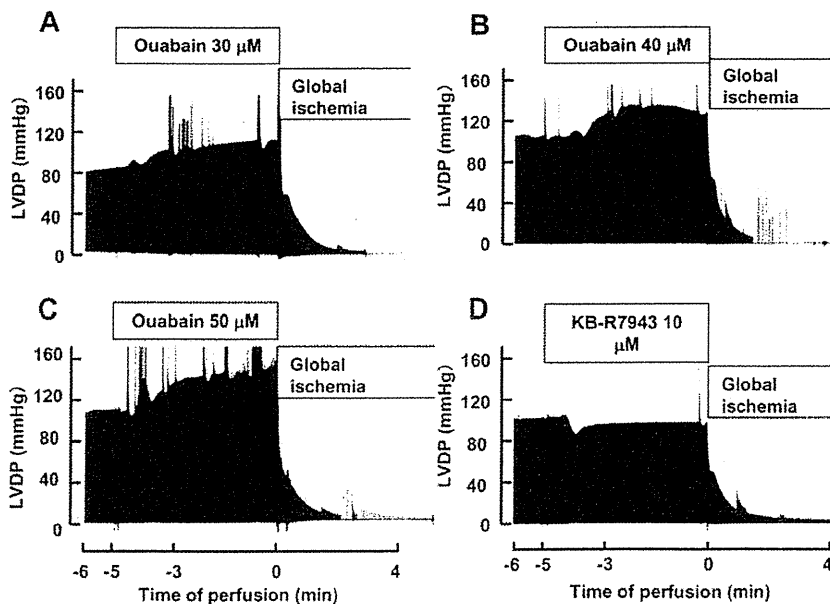 A
Ouabain 30 µM
Global
ischemia
LVDP (mmHg)
160
120
80
40
0
B
Ouabain 40 µM
Global
ischemia
LVDP (mmHg)
160
120
80
40
0
C
Ouabain 50 µM
Global
ischemia
LVDP (mmHg)
160
120
80
40
0
-6 -5 -3 0 4
Time of perfusion (min)
D
KB-R7943 10
µM
Global
ischemia
LVDP (mmHg)
160
120
80
40
0
-6 -5 -3 0 4
Time of perfusion (min)